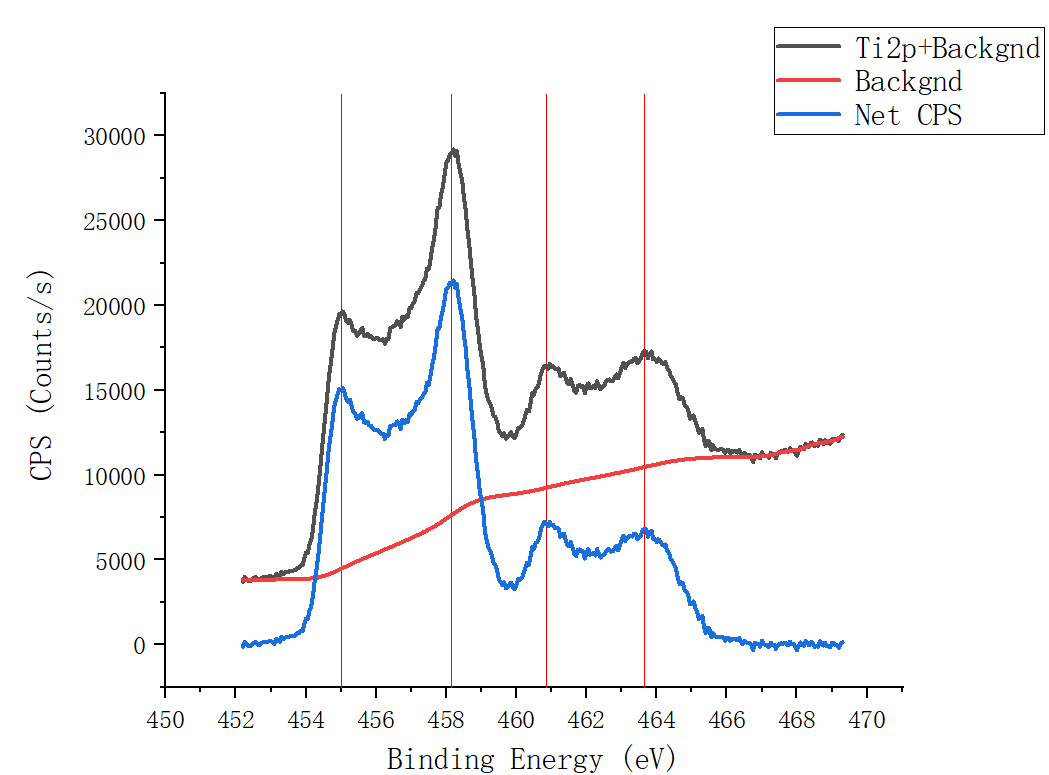 Ti2p+Backgnd
Backgnd
Net CPS
30000
25000
20000
15000
10000
5000
0
CPS (Counts/s)
450 452 454 456 458 460 462 464 466 468 470
Binding Energy (eV)